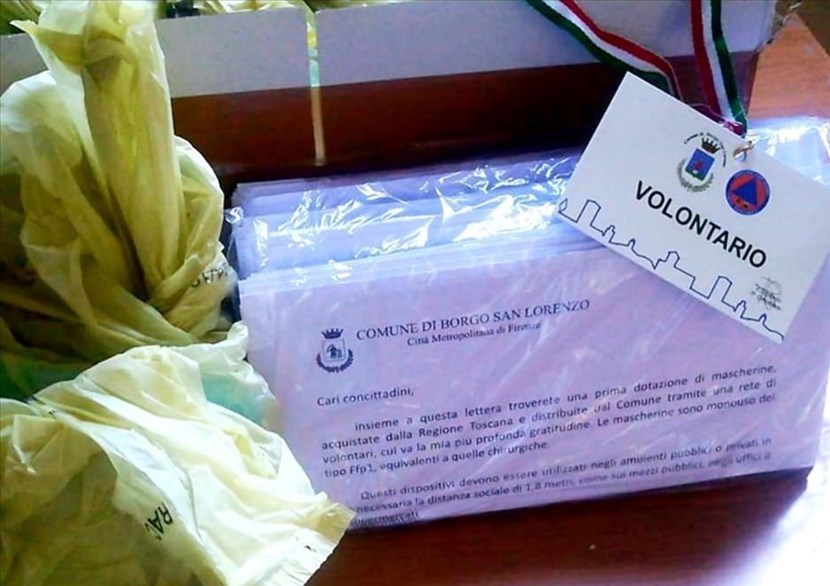 VOLONTARIO
COMUNE DI BORGO SAN LORENZO
Città Metropolitana di Firenze
Cari concittadini,
insieme a questa lettera troverete una prima dotazione di mascherine,
acquistate dalla Regione Toscana e distribuite dal Comune tramite una rete di
volontari, cui va la mia più profonda gratitudine. Le mascherine sono monouso del
tipo Ffp1, equivalenti a quelle chirurgiche.
Questi dispositivi devono essere utilizzati negli ambienti pubblici o privati in
necessaria la distanza sociale di 1,8 metri, come sui mezzi pubblici, negli uffici o